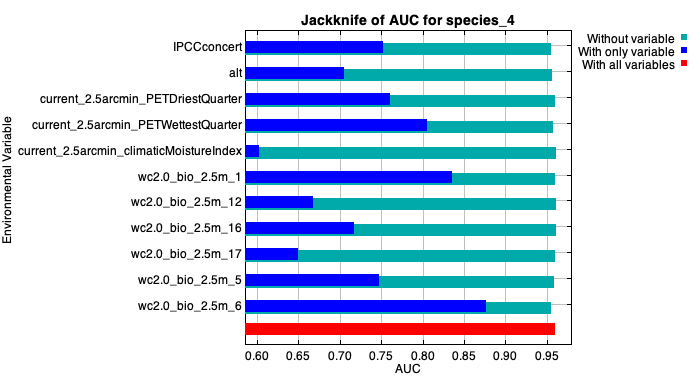 Jackknife of AUC for species_4
Without variable
With only variable
With all variables
Environmental Variable
IPCCconcert
alt
current_2.5arcmin_PETDriestQuarter
current_2.5arcmin_PETWettestQuarter
current_2.5arcmin_climaticMoistureIndex
wc2.0_bio_2.5m_1
wc2.0_bio_2.5m_12
wc2.0_bio_2.5m_16
wc2.0_bio_2.5m_17
wc2.0_bio_2.5m_5
wc2.0_bio_2.5m_6
0.60 0.65 0.70 0.75 0.80 0.85 0.90 0.95
AUC